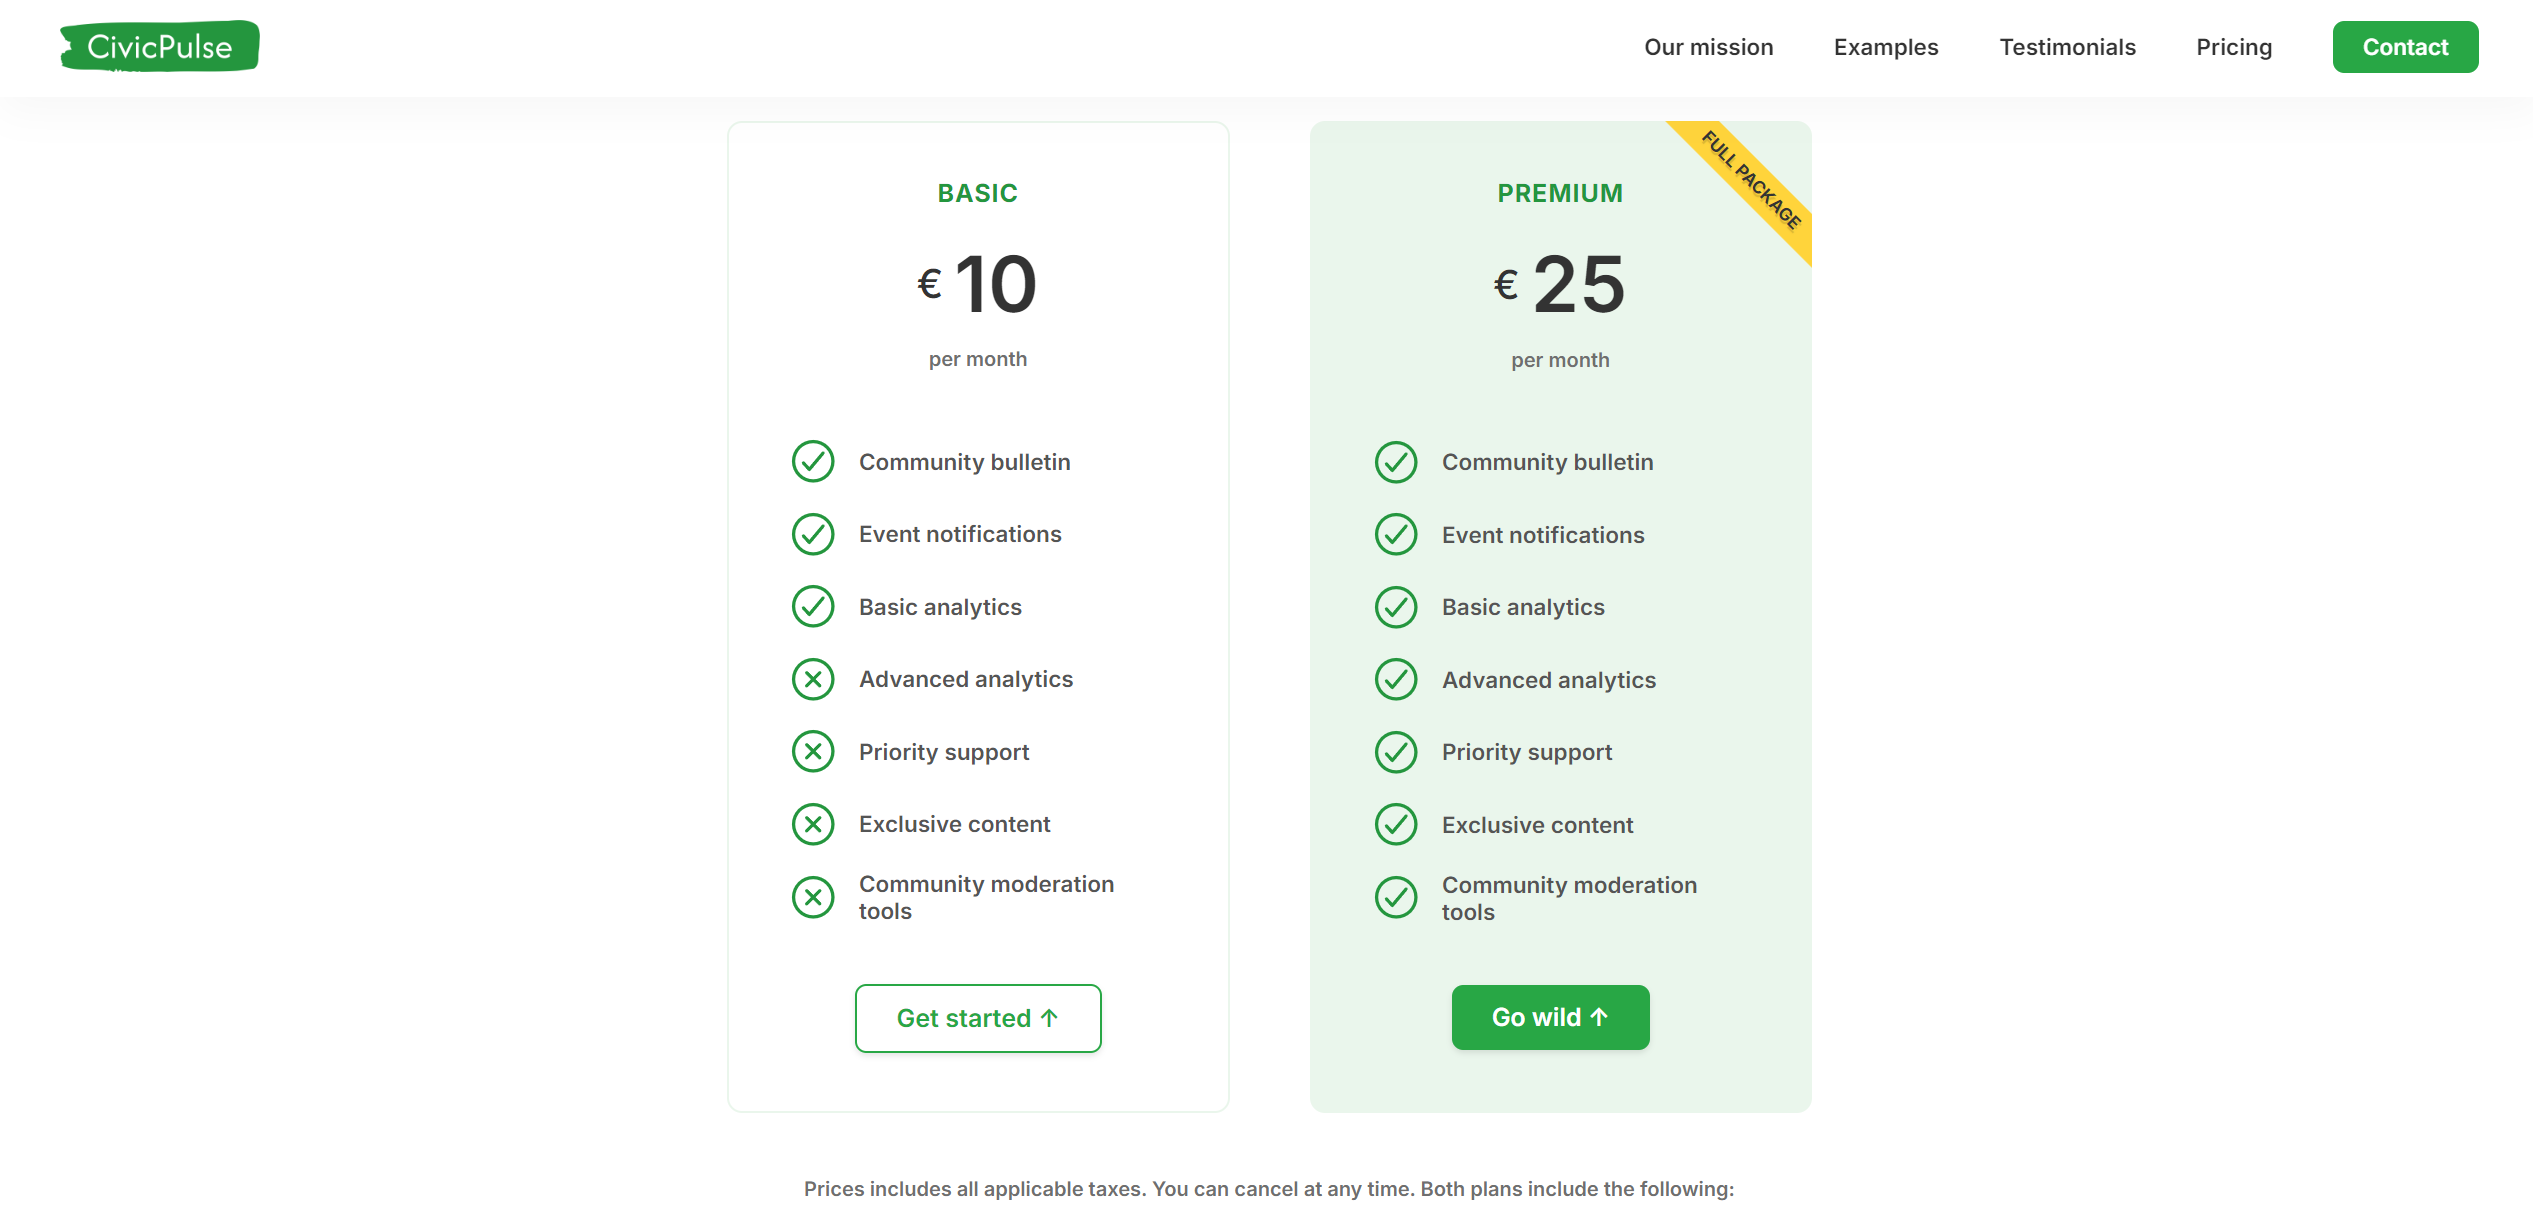 CivicPulse
Our mission
Examples
Testimonials
Pricing
Contact
BASIC
€ 10
per month
Community bulletin
Event notifications
Basic analytics
Advanced analytics
Priority support
Exclusive content
Community moderation
tools
Get started ↑
FULL PACKAGE
PREMIUM
€ 25
per month
Community bulletin
Event notifications
Basic analytics
Advanced analytics
Priority support
Exclusive content
Community moderation
tools
Go wild ↑
Prices includes all applicable taxes. You can cancel at any time. Both plans include the following: